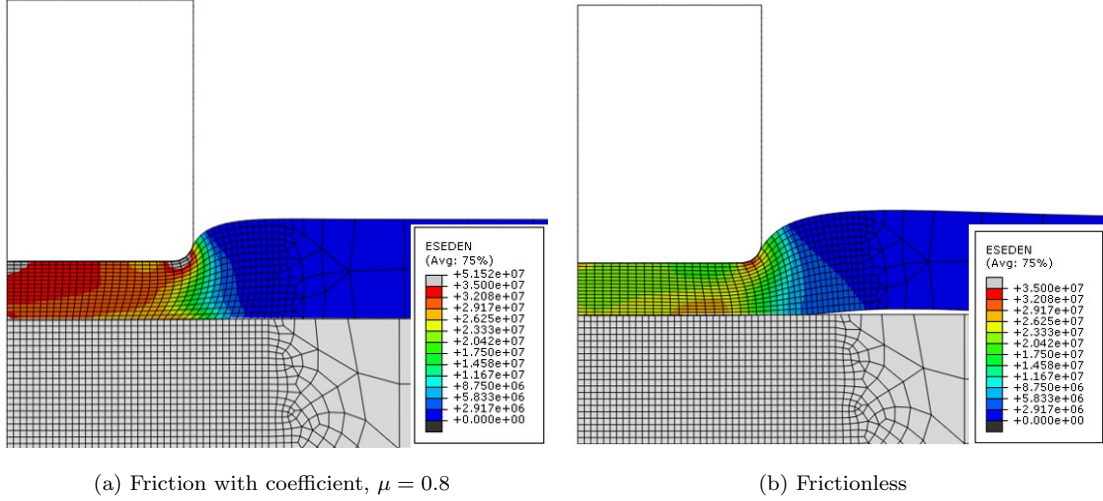 ESEDEN
(Avg: 75%)
+5.152e+07
+3.500e+07
+3.208e+07
+2.917e+07
+2.625e+07
+2.333e+07
+2.042e+07
+1.750e+07
+1.458e+07
+1.167e+07
+8.750e+06
+5.833e+06
+2.917e+06
+0.000e+00
ESEDEN
(Avg: 75%)
+3.500e+07
+3.208e+07
+2.917e+07
+2.625e+07
+2.333e+07
+2.042e+07
+1.750e+07
+1.458e+07
+1.167e+07
+8.750e+06
+5.833e+06
+2.917e+06
+0.000e+00
(a) Friction with coefficient, μ = 0.8
(b) Frictionless